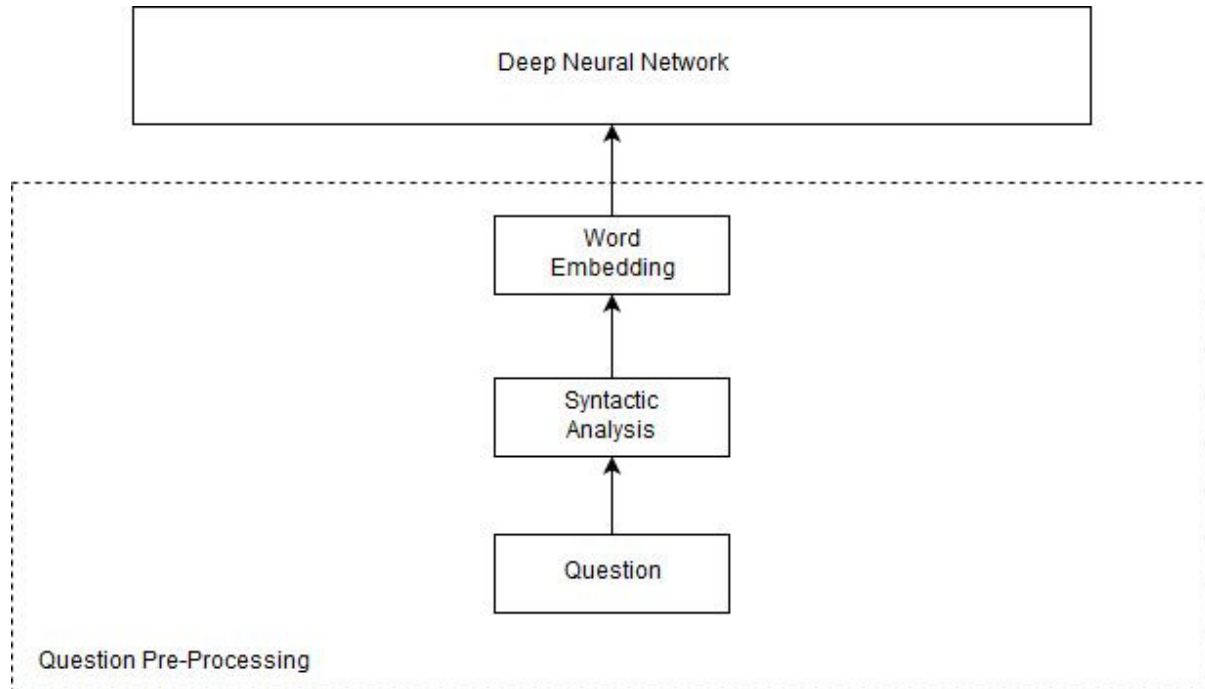 Deep Neural Network
Word
Embedding
Syntactic
Analysis
Question
Question Pre-Processing